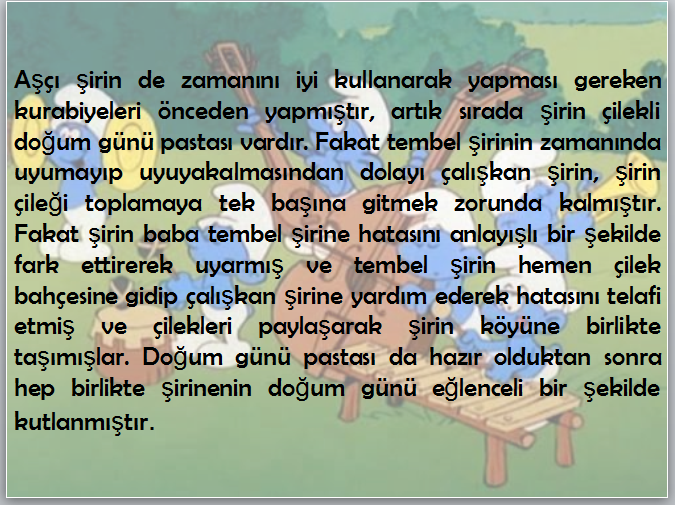 Aşçı şirin de zamanını iyi kullanarak yapması gereken
kurabiyeleri önceden yapmıştır, artık sırada şirin çilekli
doğum günü pastası vardır. Fakat tembel şirinin zamanında
uyumayıp uyuyakalmasından dolayı çalışkan şirin, şirin
çileği toplamaya tek başına gitmek zorunda kalmıştır.
Fakat şirin baba tembel şirine hatasını anlayışlı bir şekilde
fark ettirerek uyarmış ve tembel şirin hemen çilek
bahçesine gidip çalışkan şirine yardım ederek hatasını telafi
etmiş ve çilekleri paylaşarak şirin köyüne birlikte
taşımışlar. Doğum günü pastası da hazır olduktan sonra
hep birlikte şirinenin doğum günü eğlenceli bir şekilde
kutlanmıştır.